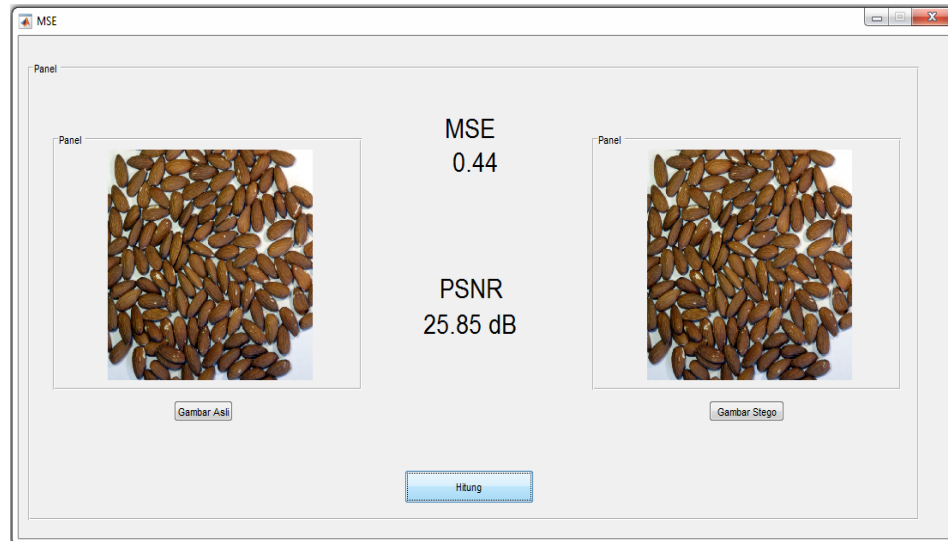 MSE
Panel
Panel
MSE
0.44
PSNR
25.85 dB
Panel
Gambar Asli
Gambar Stego
Hitung